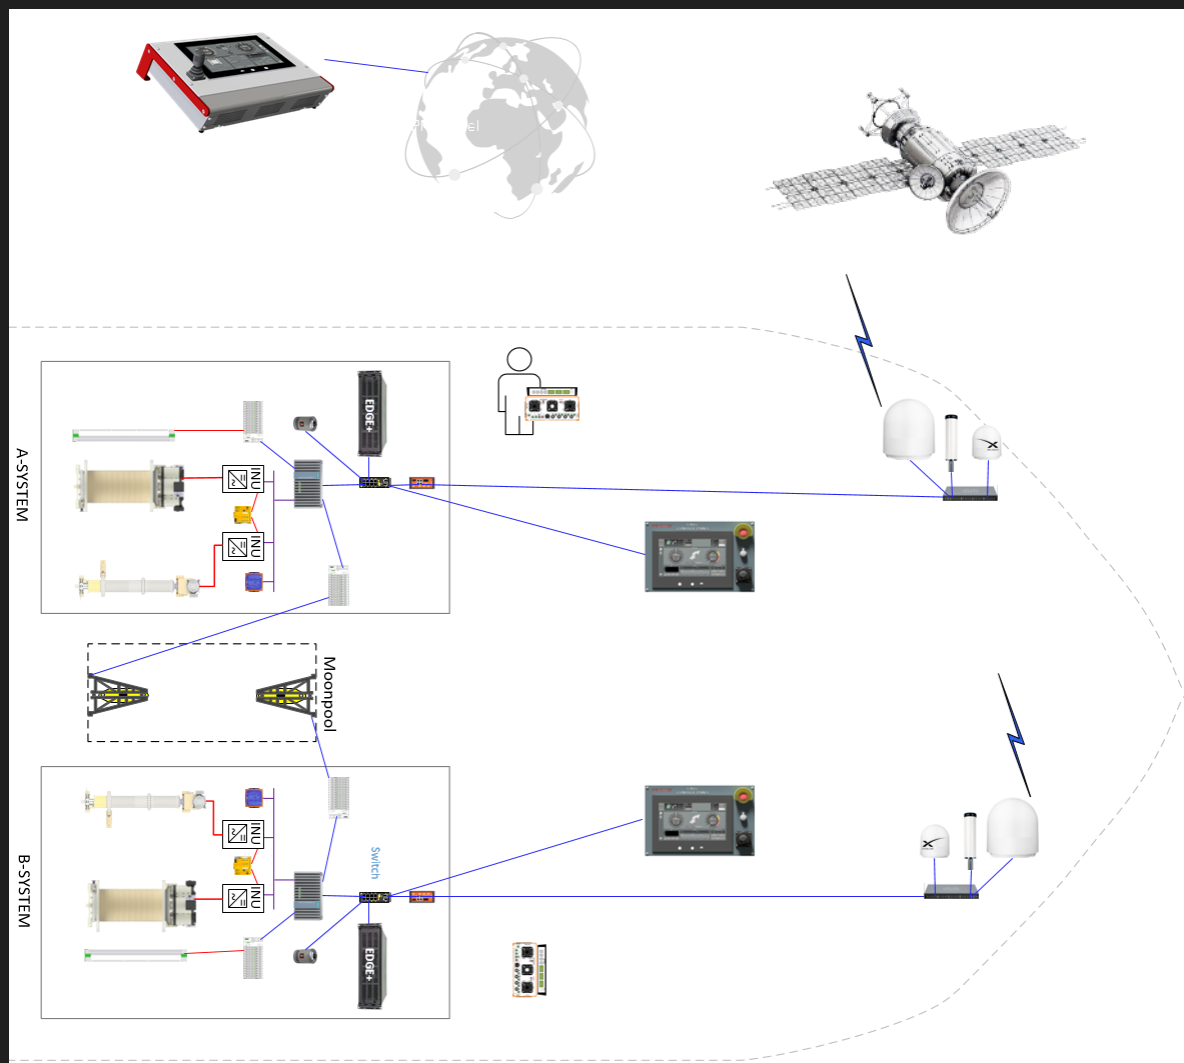 EDGE+
A-SYSTEM
INU
INU
Moonpool
INU
Switch
INU
B-SYSTEM
EDGE+